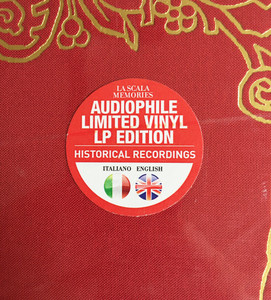 LA SCALA
MEMORIES
AUDIOPHILE
LIMITED VINYL
LP EDITION
HISTORICAL RECORDINGS
ITALIANO ENGLISH